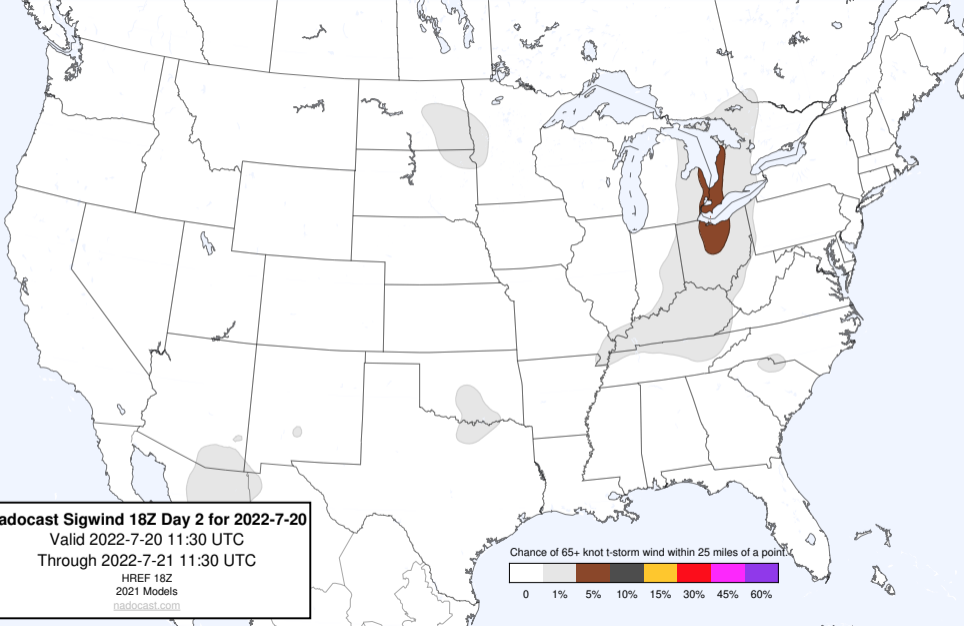 adocast Sigwind 18Z Day 2 for 2022-7-20
Valid 2022-7-20 11:30 UTC
Through 2022-7-21 11:30 UTC
HREF 18Z
2021 Models
nadocast.com
Chance of 65+ knot t-storm wind within 25 miles of a point.
0 1% 5% 10% 15% 30% 45% 60%